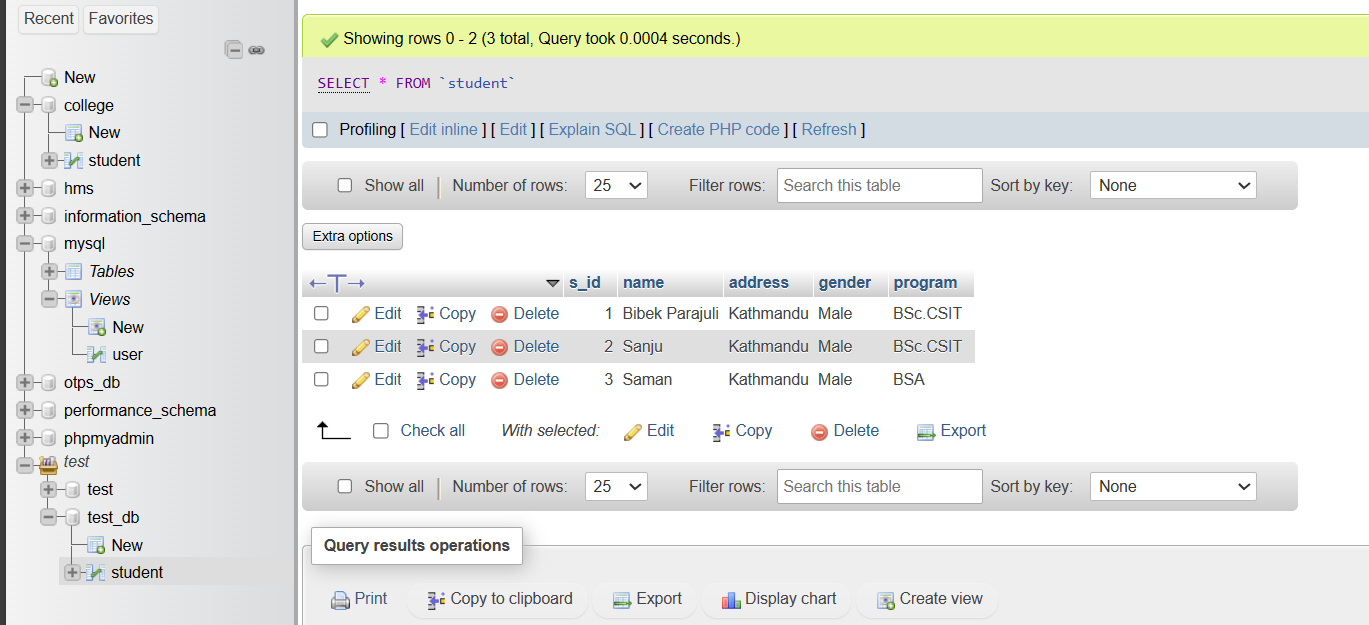 Recent Favorites
New
college
New
student
hms
information_schema
mysql
Tables
Views
New
user
otps_db
performance_schema
phpmyadmin
test
test
test_db
New
student
Showing rows 0 - 2 (3 total, Query took 0.0004 seconds.)
SELECT * FROM `student`
Profiling [ Edit inline ] [ Edit ] [ Explain SQL ] [ Create PHP code ] [ Refresh ]
Show all | Number of rows: 25 Filter rows: Search this table Sort by key: None
Extra options
←T→ s_id name address gender program
Edit Copy Delete 1 Bibek Parajuli Kathmandu Male BSc.CSIT
Edit Copy Delete 2 Sanju Kathmandu Male BSc.CSIT
Edit Copy Delete 3 Saman Kathmandu Male BSA
Check all With selected: Edit Copy Delete Export
Show all | Number of rows: 25 Filter rows: Search this table Sort by key: None
Query results operations
Print Copy to clipboard Export Display chart Create view